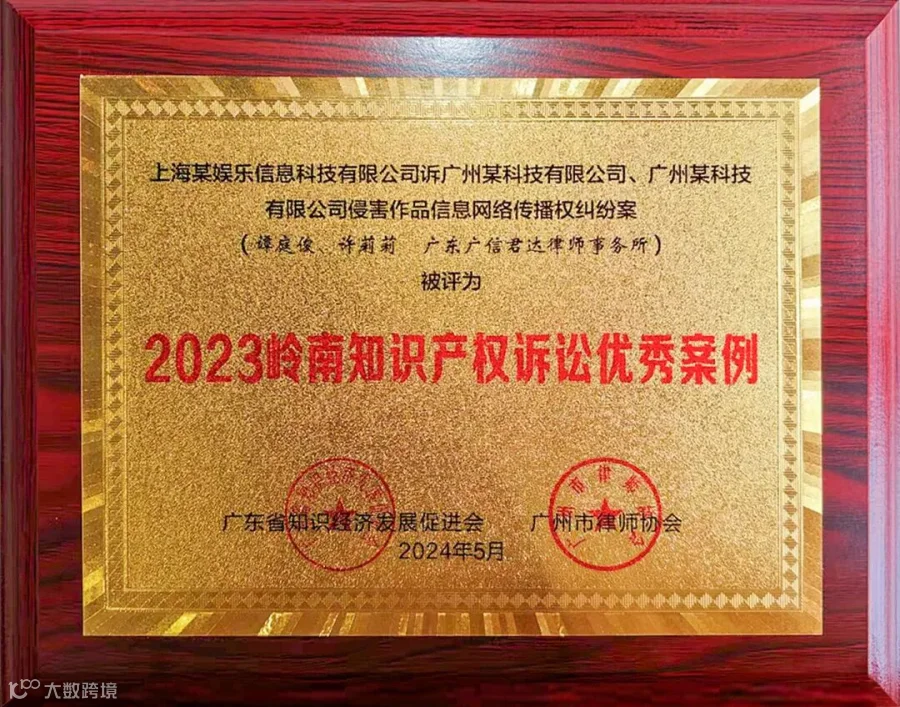 上海某娱乐信息科技有限公司诉广州某科技有限公司、广州某科技
有限公司侵害作品信息网络传播权纠纷案
(谭庭俊 许莉莉 广东广信君达律师事务所)
被评为
2023岭南知识产权诉讼优秀案例
广东省知识经济发展促进会 广州市律师协会
2024年5月
大数跨境